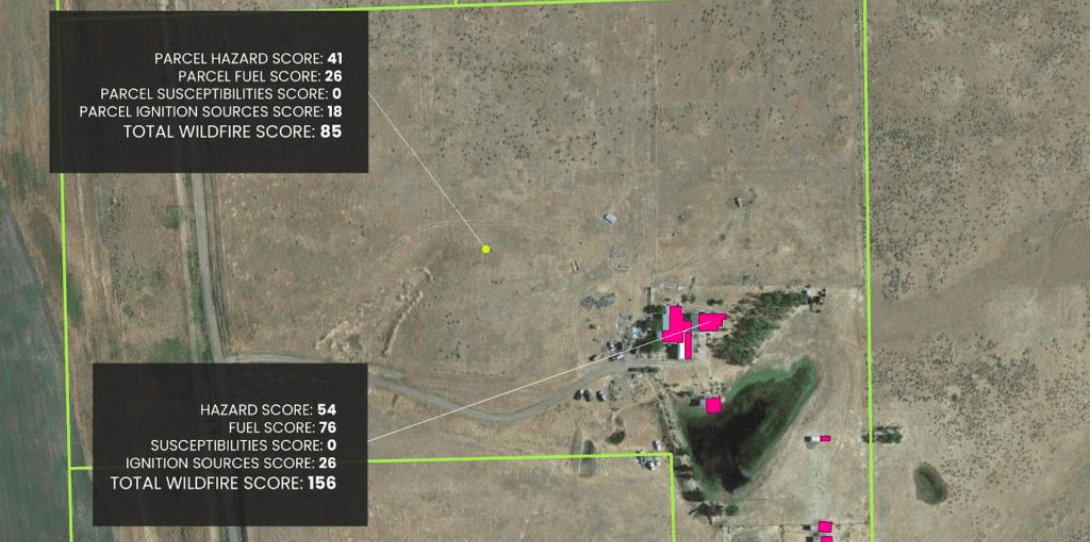 PARCEL HAZARD SCORE: 41
PARCEL FUEL SCORE: 26
PARCEL SUSCEPTIBILITIES SCORE: 0
PARCEL IGNITION SOURCES SCORE: 18
TOTAL WILDFIRE SCORE: 85
HAZARD SCORE: 54
FUEL SCORE: 76
SUSCEPTIBILITIES SCORE: 0
IGNITION SOURCES SCORE: 26
TOTAL WILDFIRE SCORE: 156